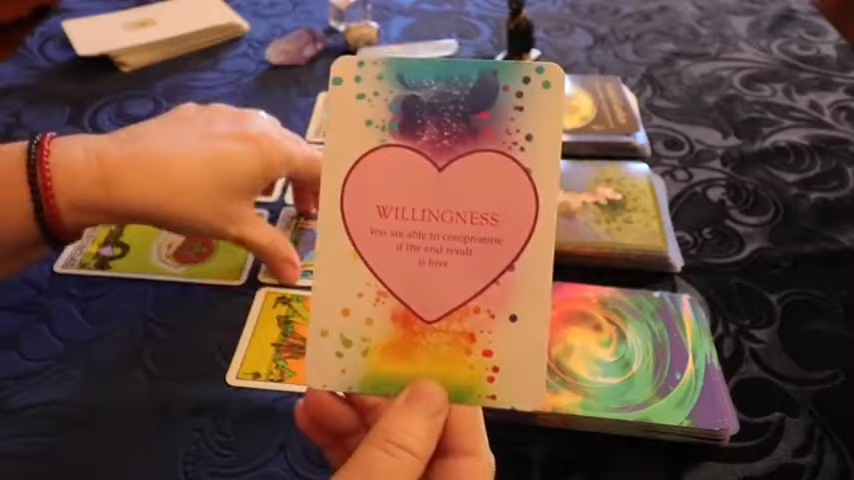 WILLINGNESS
You are able to compromise
if the end result
is love